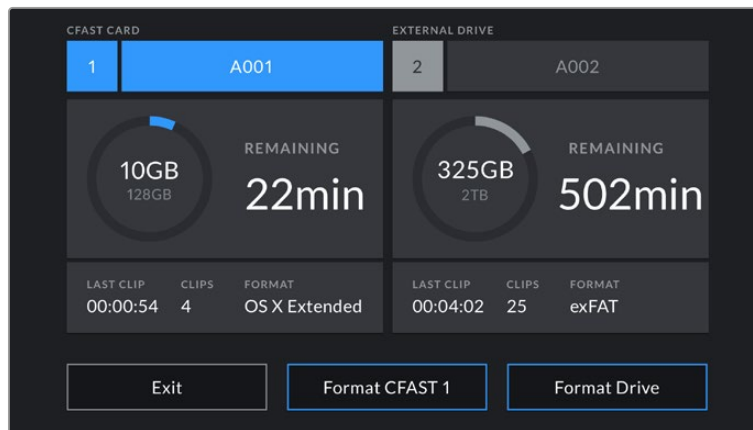 CFAST CARD
1 A001
10GB
128GB
REMAINING
22min
LAST CLIP CLIPS FORMAT
00:00:54 4 OS X Extended
EXTERNAL DRIVE
2 A002
325GB
2TB
REMAINING
502min
LAST CLIP CLIPS FORMAT
00:04:02 25 exFAT
Exit Format CFAST 1 Format Drive